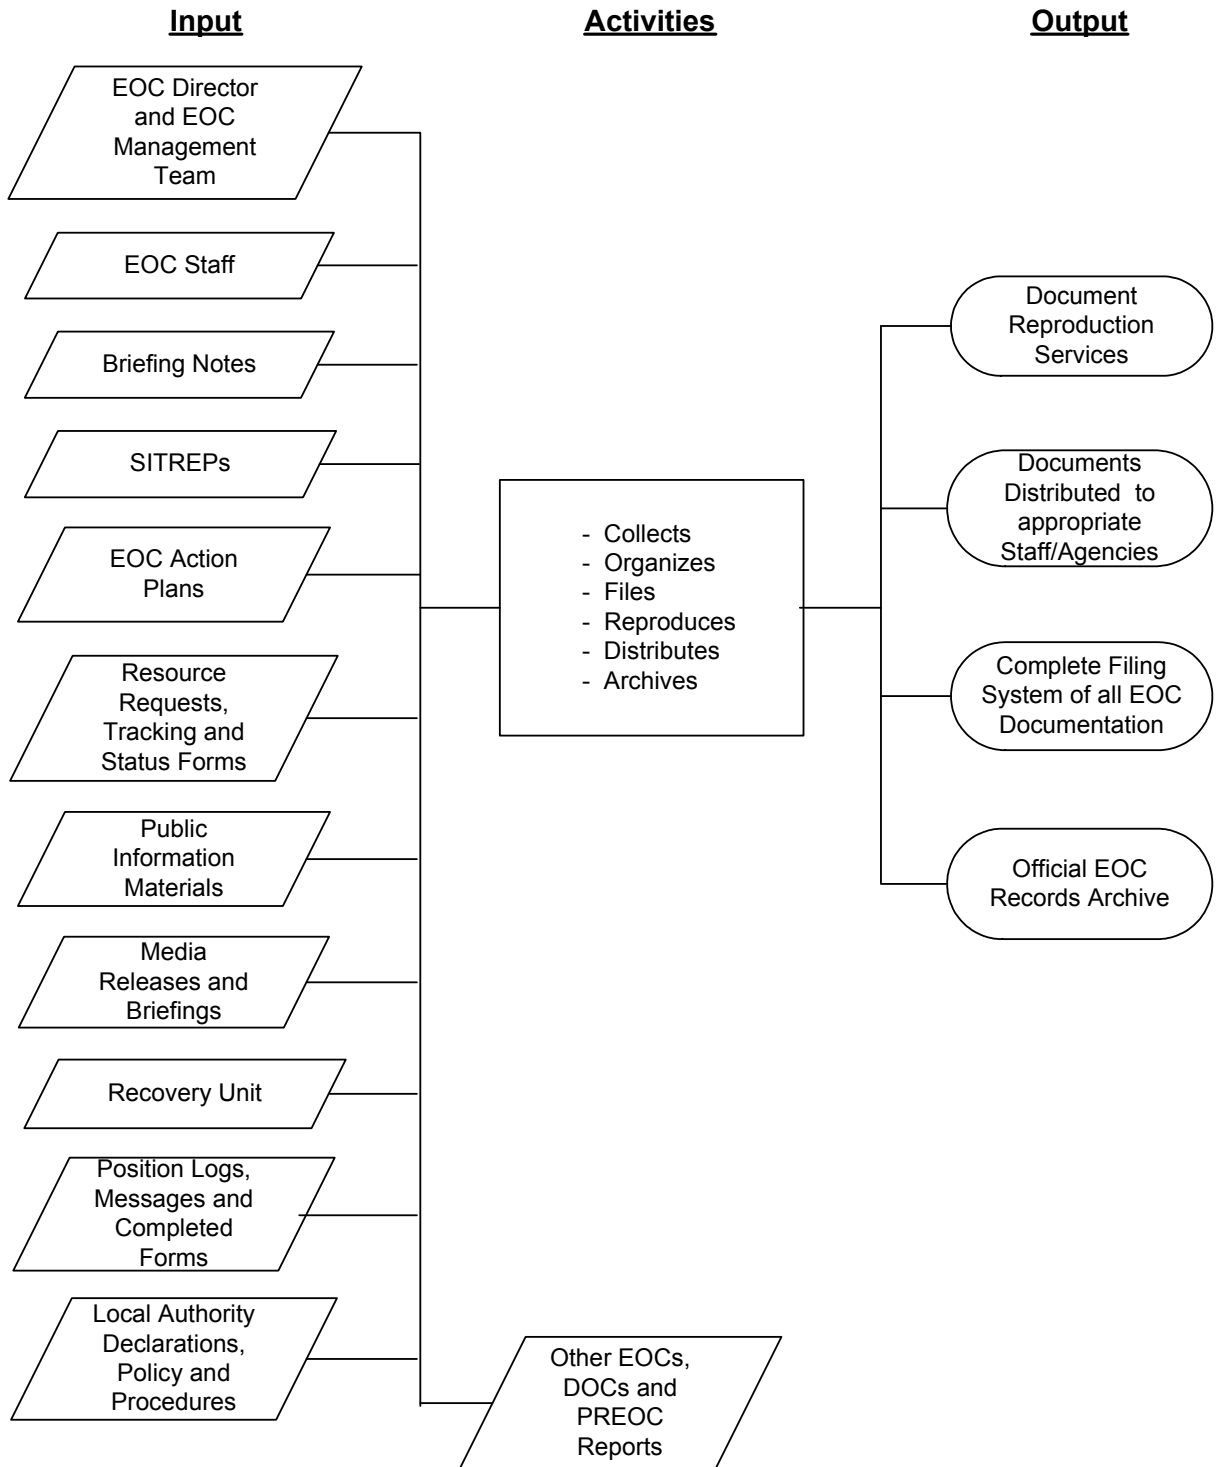 Input
Activities
Output
EOC Director
and EOC
Management
Team
EOC Staff
Briefing Notes
SITREPs
EOC Action
Plans
Resource
Requests,
Tracking and
Status Forms
Public
Information
Materials
Media
Releases and
Briefings
Recovery Unit
Position Logs,
Messages and
Completed
Forms
Local Authority
Declarations,
Policy and
Procedures
Other EOCs,
DOCs and
PREOC
Reports
- Collects
- Organizes
- Files
- Reproduces
- Distributes
- Archives
Document
Reproduction
Services
Documents
Distributed to
appropriate
Staff/Agencies
Complete Filing
System of all EOC
Documentation
Official EOC
Records Archive